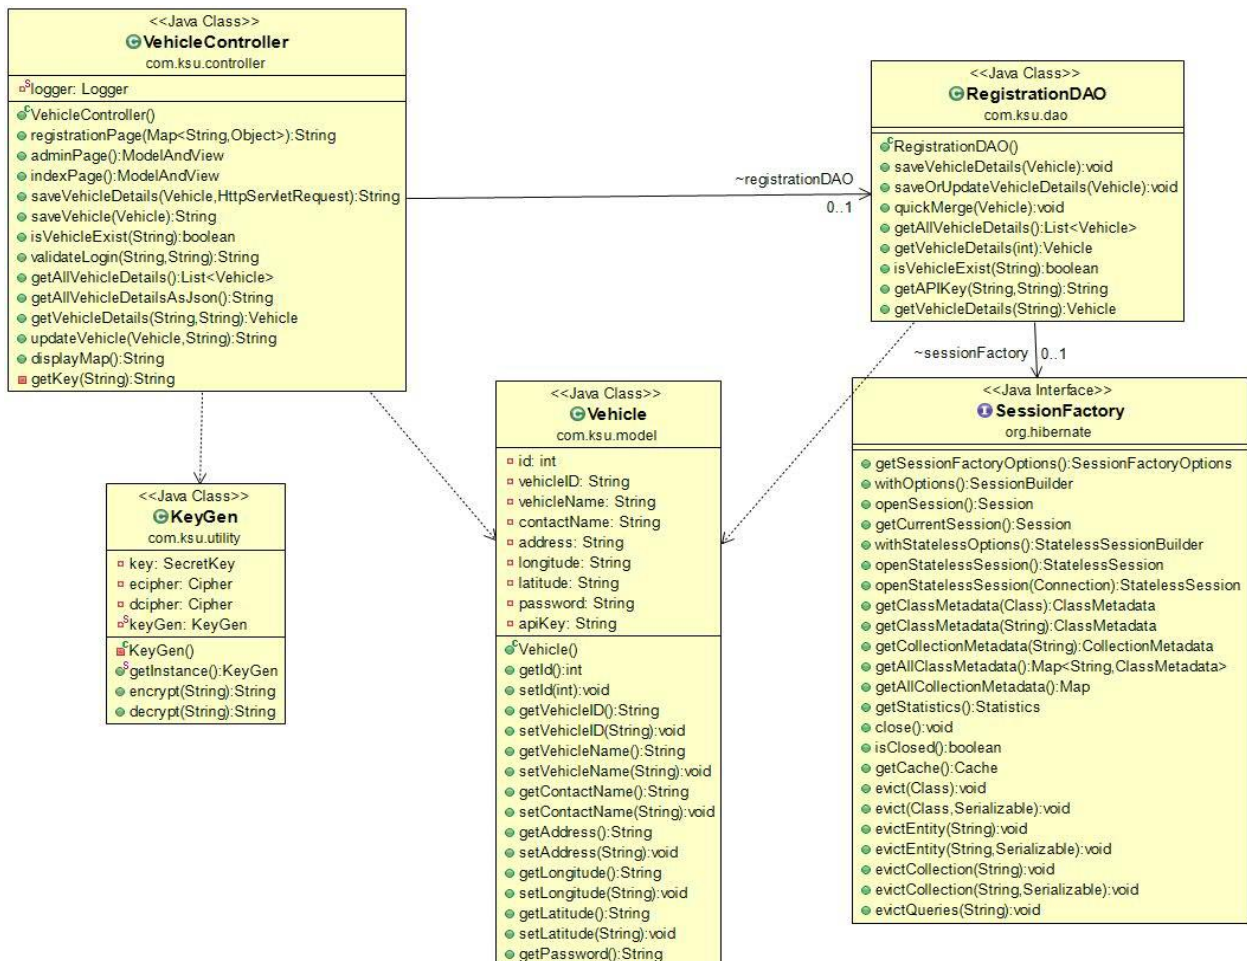 <<Java Class>>
VehicleController
com.ksu.controller
logger: Logger
VehicleController()
registrationPage(Map<String,Object>):String
adminPage():ModelAndView
indexPage():ModelAndView
saveVehicleDetails(Vehicle,HttpServletRequest):String
saveVehicle(Vehicle):String
isVehicleExist(String):boolean
validateLogin(String,String):String
getAllVehicleDetails():List<Vehicle>
getAllVehicleDetailsAsJson():String
getVehicleDetails(String,String):Vehicle
updateVehicle(Vehicle,String):String
displayMap():String
getKey(String):String
~registrationDAO
0..1
<<Java Class>>
RegistrationDAO
com.ksu.dao
RegistrationDAO()
saveVehicleDetails(Vehicle):void
saveOrUpdateVehicleDetails(Vehicle):void
quickMerge(Vehicle):void
getAllVehicleDetails():List<Vehicle>
getVehicleDetails(int):Vehicle
isVehicleExist(String):boolean
getAPIKey(String,String):String
getVehicleDetails(String):Vehicle
~sessionFactory
0..1
<<Java Class>>
KeyGen
com.ksu.utility
key: SecretKey
ecipher: Cipher
dcipher: Cipher
keyGen: KeyGen
KeyGen()
getInstance():KeyGen
encrypt(String):String
decrypt(String):String
<<Java Class>>
Vehicle
com.ksu.model
id: int
vehicleID: String
vehicleName: String
contactName: String
address: String
longitude: String
latitude: String
password: String
apiKey: String
Vehicle()
getId():int
setId(int):void
getVehicleID():String
setVehicleID(String):void
getVehicleName():String
setVehicleName(String):void
getContactName():String
setContactName(String):void
getAddress():String
setAddress(String):void
getLongitude():String
setLongitude(String):void
getLatitude():String
setLatitude(String):void
getPassword():String
<<Java Interface>>
SessionFactory
org.hibernate
getSessionFactoryOptions():SessionFactoryOptions
withOptions():SessionBuilder
openSession():Session
getCurrentSession():Session
withStatelessOptions():StatelessSessionBuilder
openStatelessSession():StatelessSession
openStatelessSession(Connection):StatelessSession
getClassMetadata(Class):ClassMetadata
getClassMetadata(String):ClassMetadata
getCollectionMetadata(String):CollectionMetadata
getAllClassMetadata():Map<String,ClassMetadata>
getAllCollectionMetadata():Map
getStatistics():Statistics
close():void
isClosed():boolean
getCache():Cache
evict(Class):void
evict(Class,Serializable):void
evictEntity(String):void
evictEntity(String,Serializable):void
evictCollection(String):void
evictCollection(String,Serializable):void
evictQueries(String):void